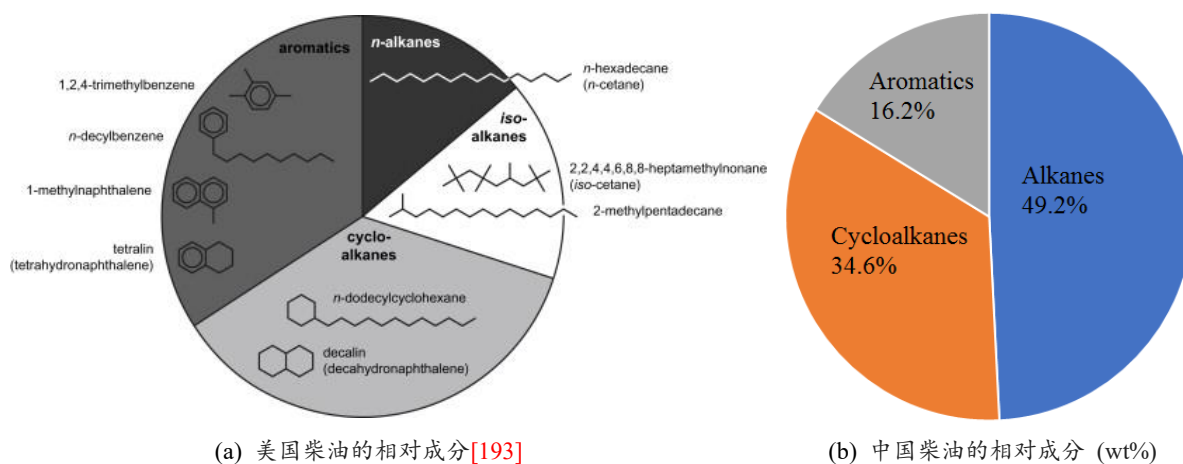 aromatics
n-alkanes
1,2,4-trimethylbenzene
n-hexadecane
(n-cetane)
n-decylbenzene
iso-
alkanes
2,2,4,4,6,8,8-heptamethylnonane
(iso-cetane)
1-methylnaphthalene
2-methylpentadecane
tetralin
(tetrahydronaphthalene)
cyclo-
alkanes
n-dodecylcyclohexane
decalin
(decahydronaphthalene)
(a) 美国柴油的相对成分[193]
Aromatics
16.2%
Alkanes
49.2%
Cycloalkanes
34.6%
(b) 中国柴油的相对成分 (wt%)